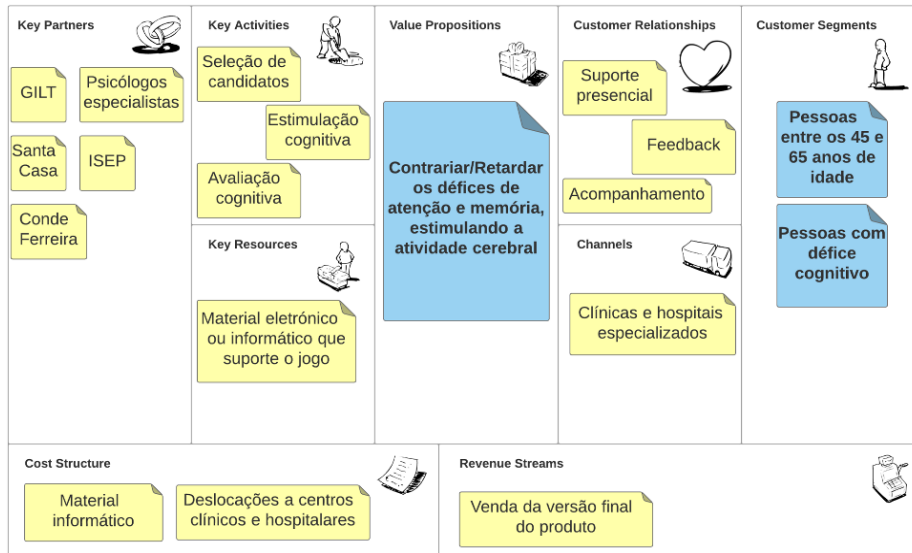 Key Partners
GILT
Psicólogos
especialistas
Santa
Casa
ISEP
Conde
Ferreira
Key Activities
Seleção de
candidatos
Estimulação
cognitiva
Avaliação
cognitiva
Key Resources
Material eletrónico
ou informático que
suporte o jogo
Value Propositions
Contrariar/Retardar
os défices de
atenção e memória,
estimulando a
atividade cerebral
Customer Relationships
Suporte
presencial
Feedback
Acompanhamento
Channels
Clínicas e hospitais
especializados
Customer Segments
Pessoas
entre os 45 e
65 anos de
idade
Pessoas com
défice
cognitivo
Cost Structure
Material
informático
Deslocações a centros
clínicos e hospitalares
Revenue Streams
Venda da versão final
do produto